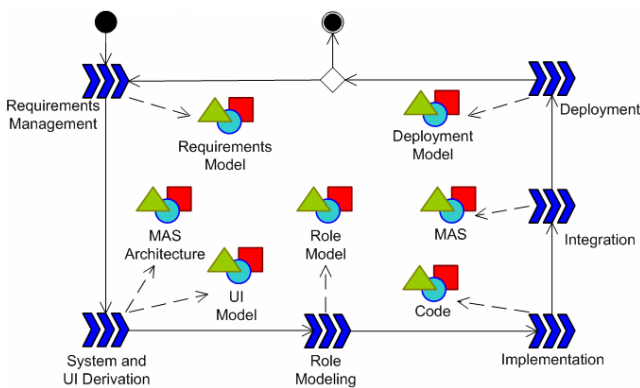 Requirements
Management
Requirements
Model
Deployment
Model
Deployment
MAS
Architecture
Role
Model
MAS
Integration
UI
Model
Code
System and
UI Derivation
Role
Modeling
Implementation